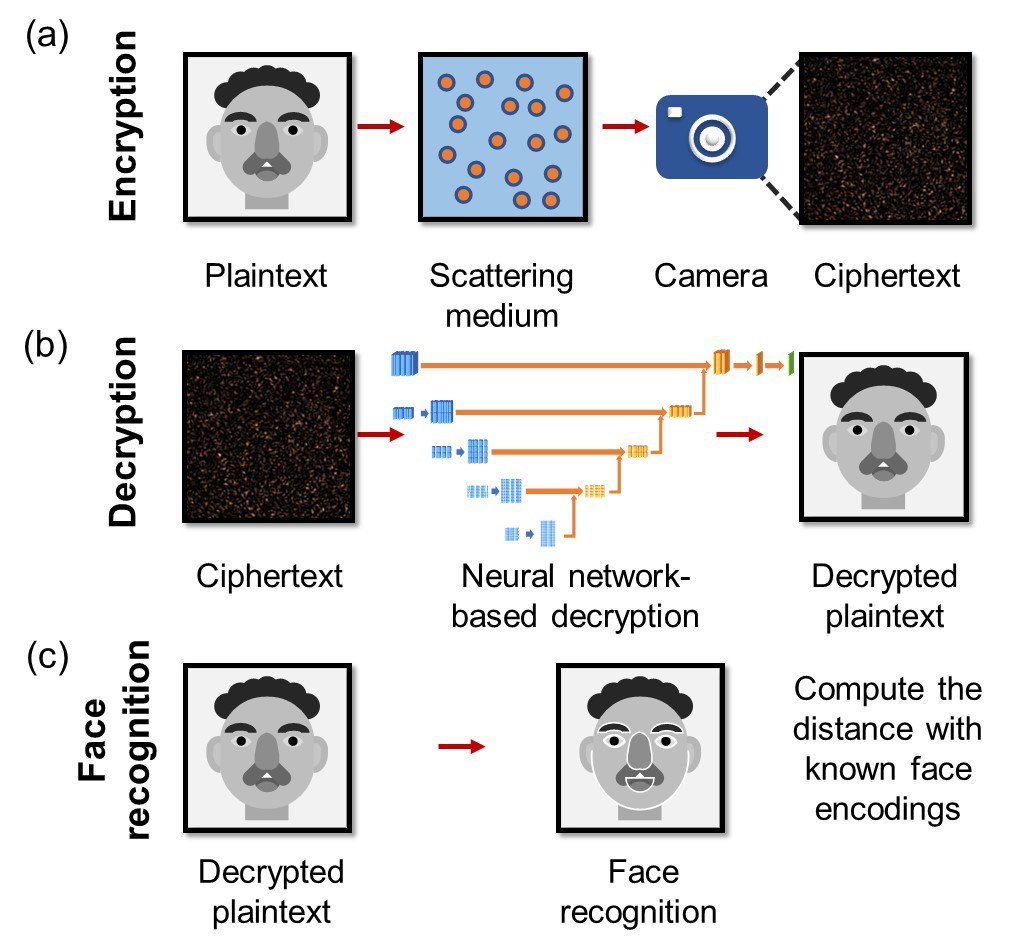 (a)
Encryption
Plaintext
Scattering
medium
Camera
Ciphertext
(b)
Decryption
Ciphertext
Neural network-
based decryption
Decrypted
plaintext
(c)
Face
recognition
Decrypted
plaintext
Face
recognition
Compute the
distance with
known face
encodings